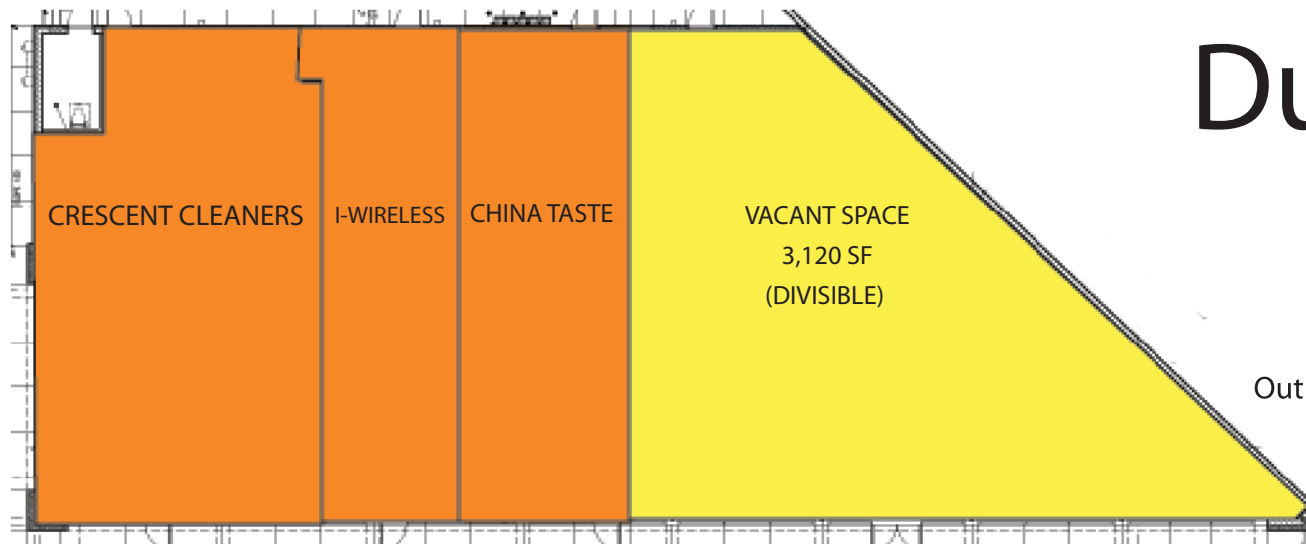 Du
CRESCENT CLEANERS
I-WIRELESS
CHINA TASTE
VACANT SPACE
3,120 SF
(DIVISIBLE)
Out